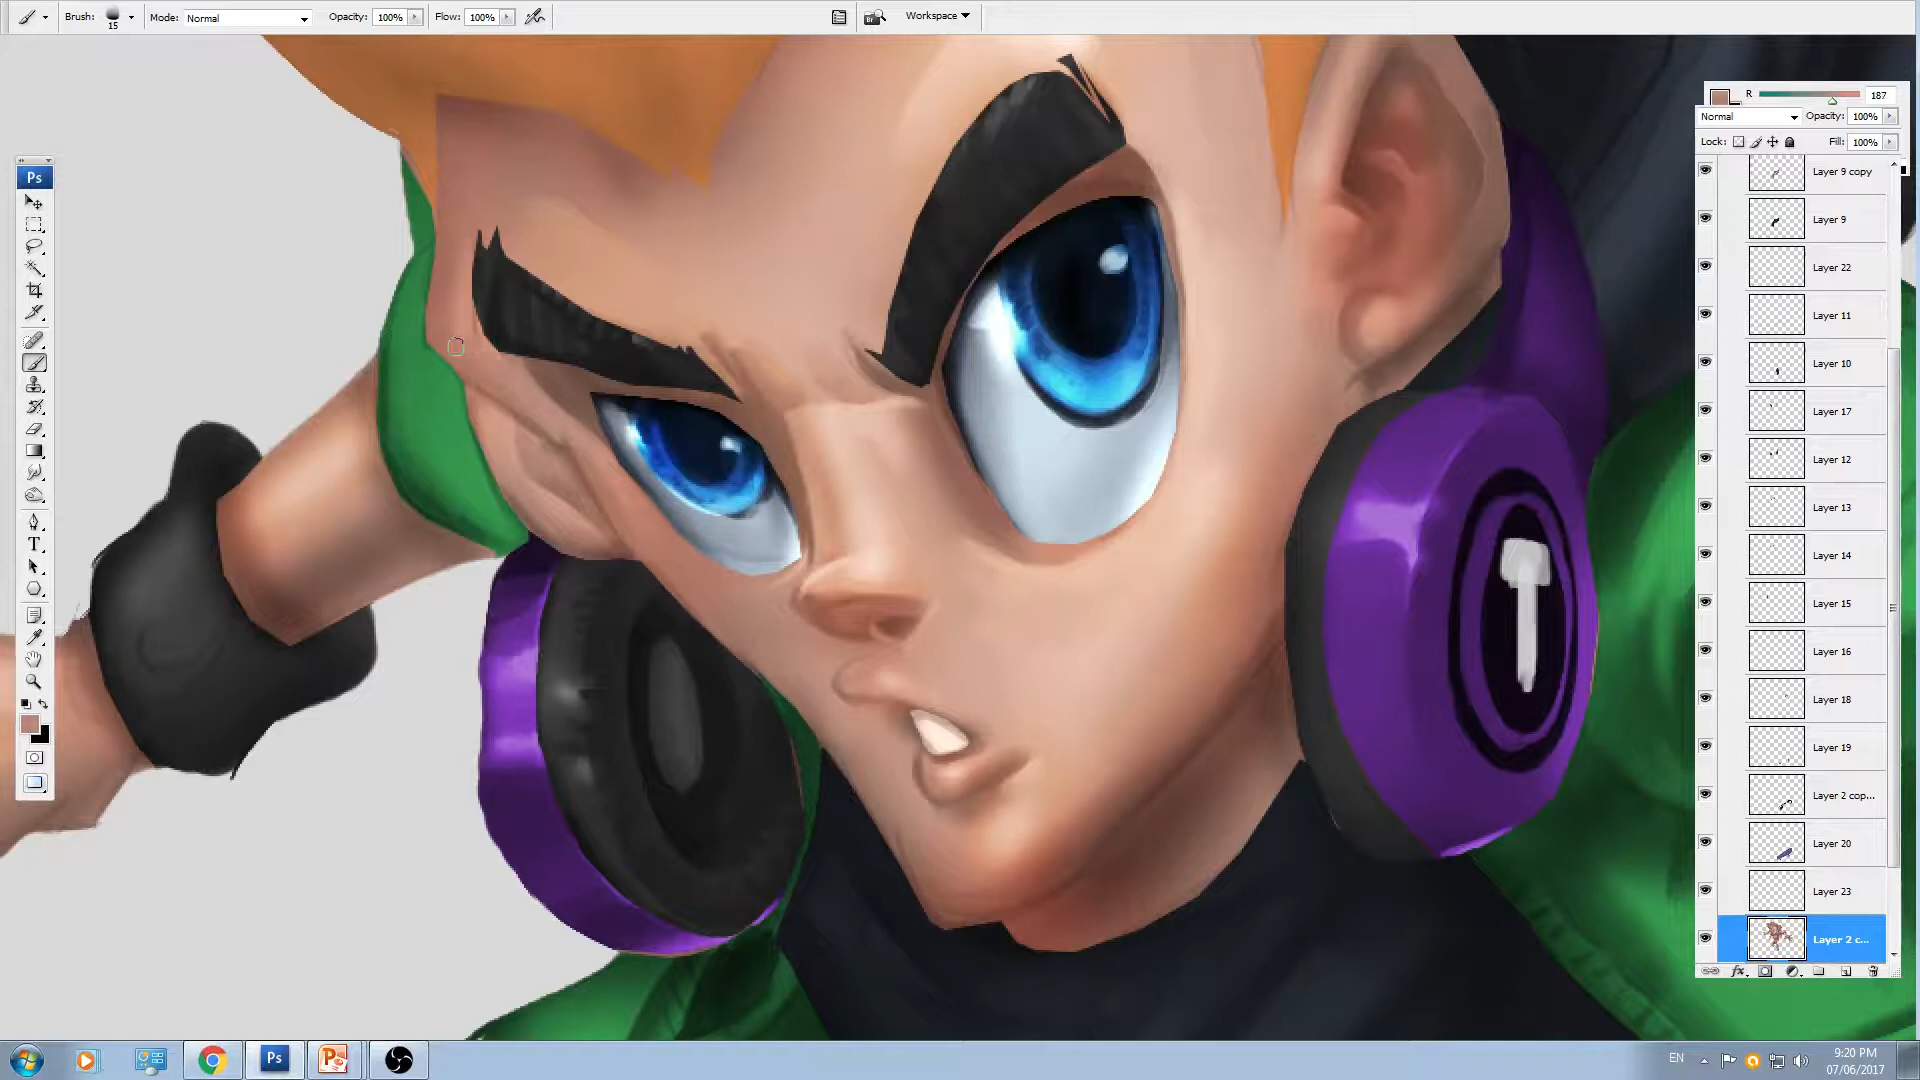 Brush: 15 Mode: Normal Opacity: 100% Flow: 100% Workspace
R 187
Normal Opacity: 100%
Lock: Fill: 100%
Ps
Layer 9 copy
Layer 9
Layer 22
Layer 11
Layer 10
Layer 17
Layer 12
Layer 13
Layer 14
Layer 15
Layer 16
Layer 18
Layer 19
Layer 2 cop...
Layer 20
Layer 23
Layer 2 c...
T
fx
Ps
EN
9:20 PM
07/06/2017